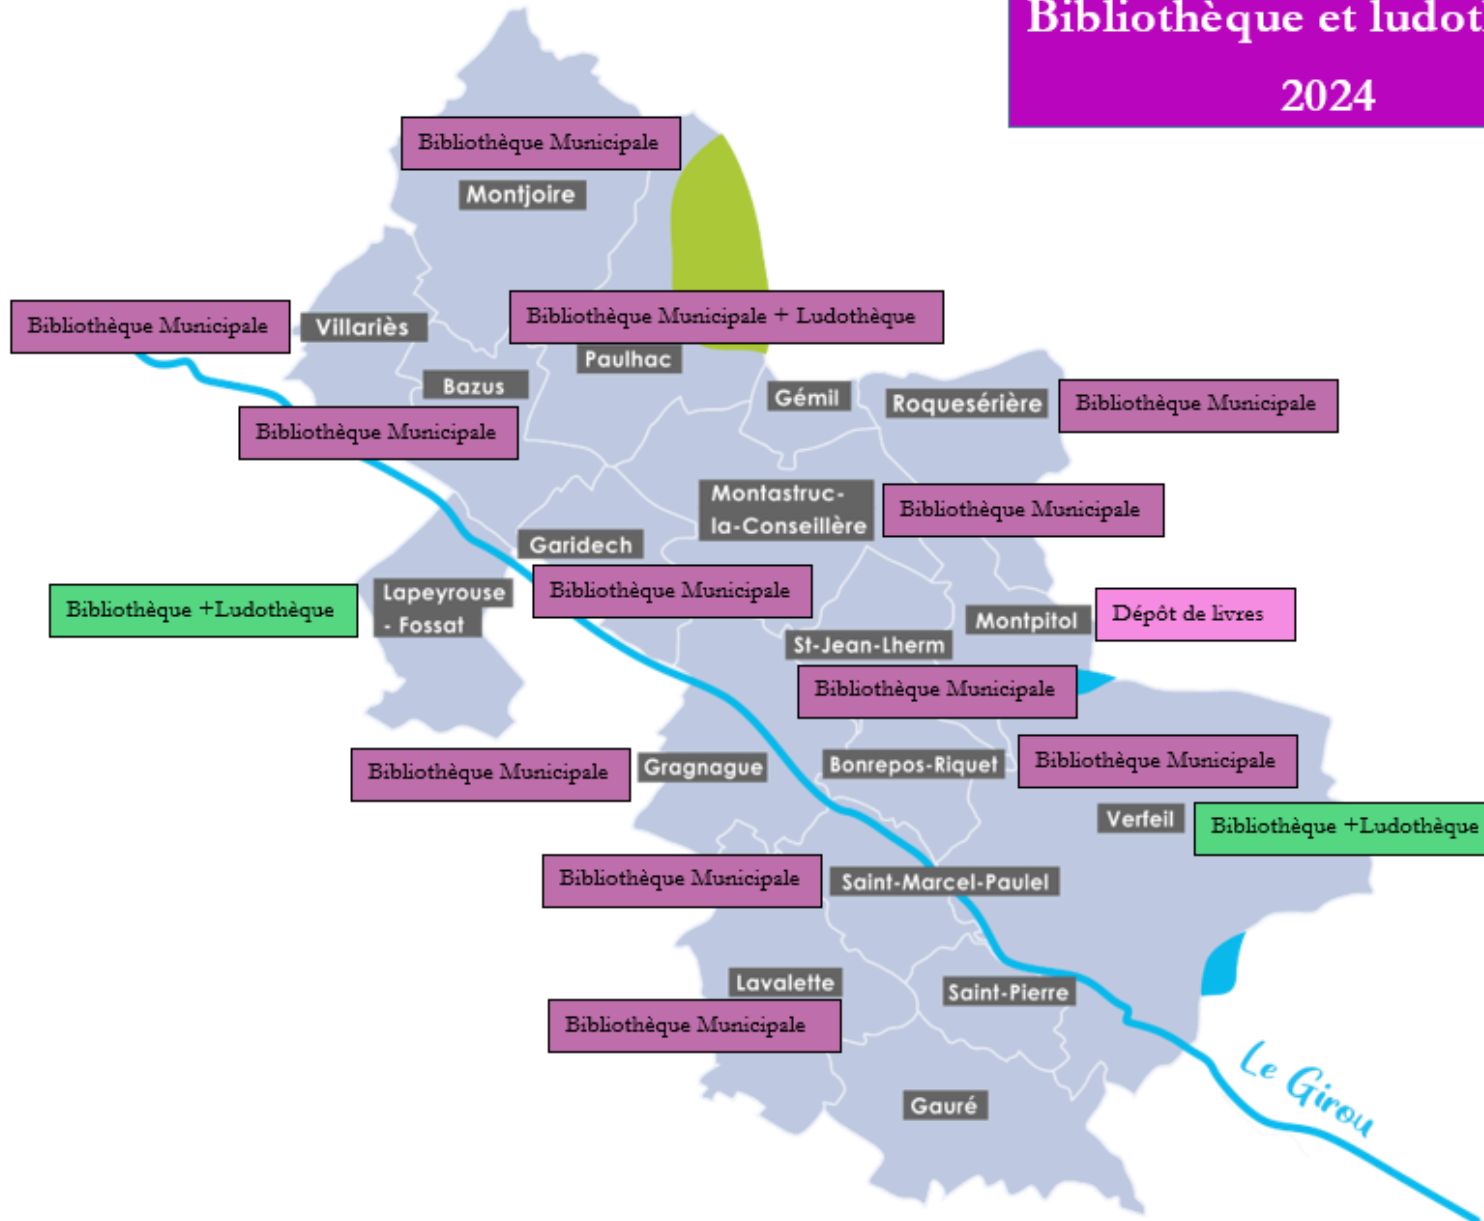 Bibliothèque et ludoth
2024
Bibliothèque Municipale
Montjoire
Bibliothèque Municipale
Villariès
Bibliothèque Municipale + Ludothèque
Paulhac
Bazus
Bibliothèque Municipale
Gémil
Roquesérière
Bibliothèque Municipale
Montastruc-
la-Conseillère
Bibliothèque Municipale
Garidech
Bibliothèque Municipale
Bibliothèque +Ludothèque
Lapeyrouse
- Fossat
Montpitol
Dépôt de livres
St-Jean-Lherm
Bibliothèque Municipale
Bibliothèque Municipale
Gragnague
Bonrepos-Riquet
Bibliothèque Municipale
Verfeil
Bibliothèque +Ludothèque
Bibliothèque Municipale
Saint-Marcel-Paulel
Lavalette
Bibliothèque Municipale
Saint-Pierre
Gauré
Le Girou